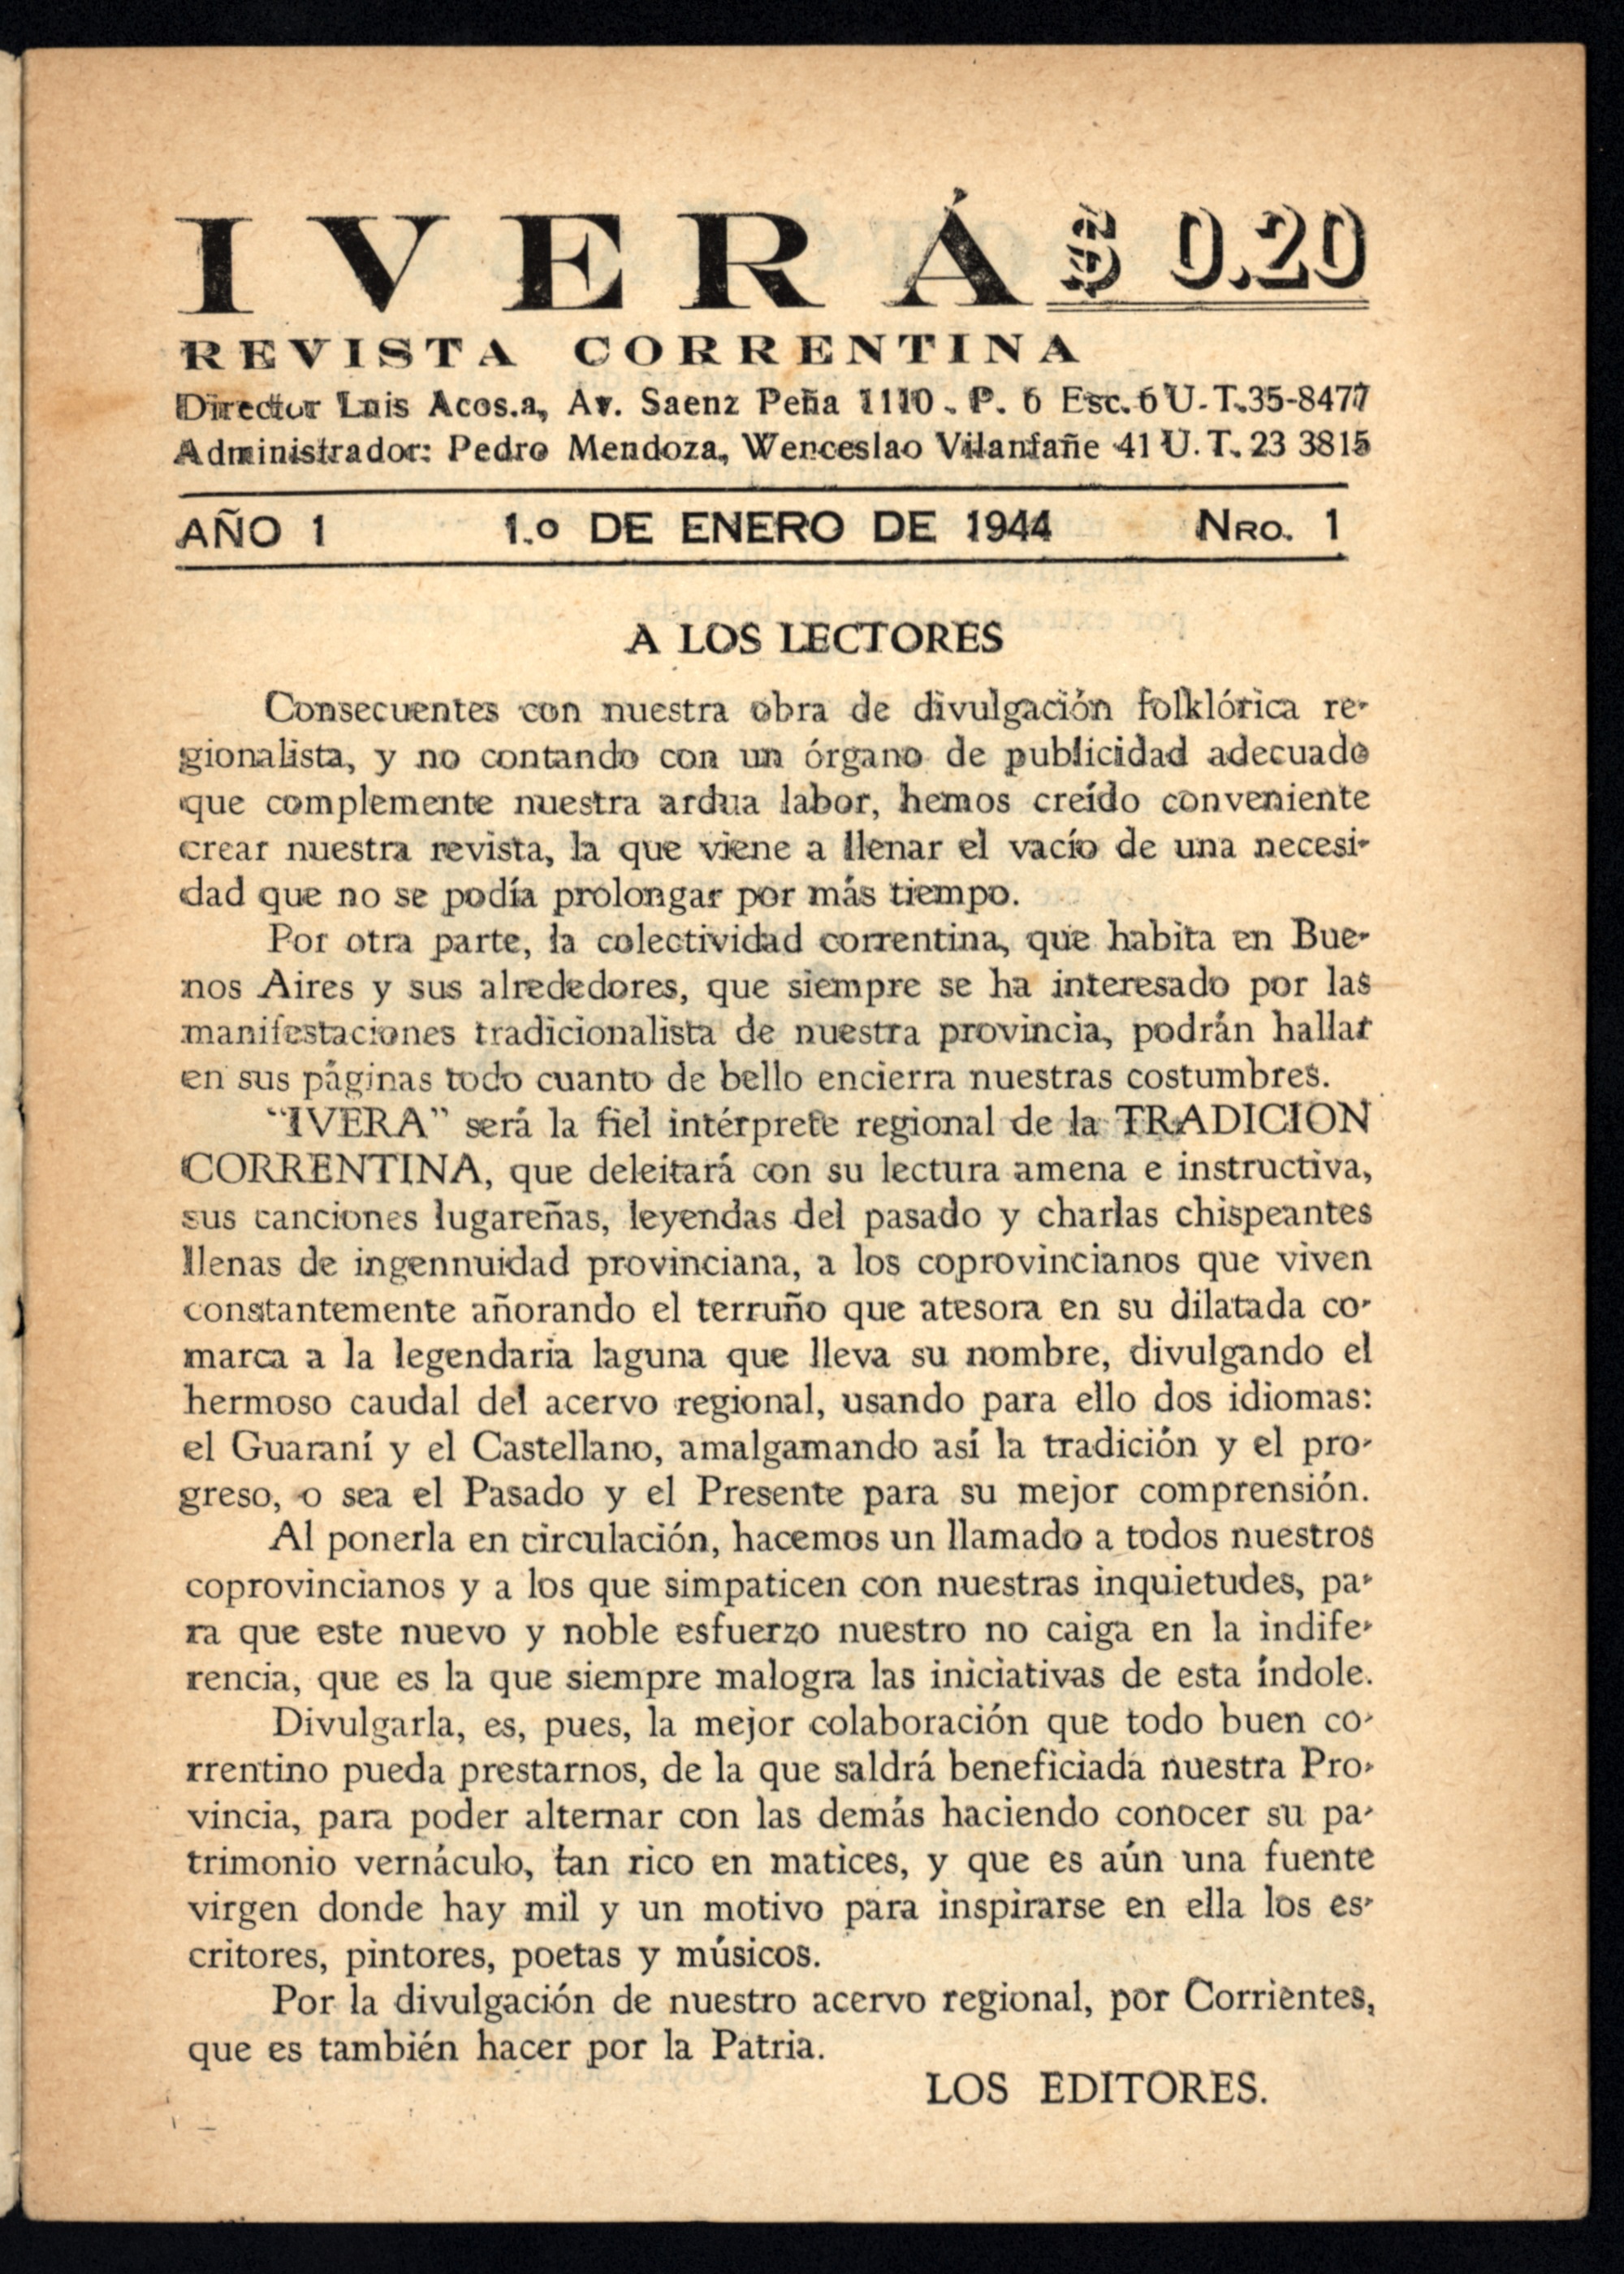 IVERÁ $ 0.20
REVISTA CORRENTINA
Director Luis Acos.a, Av. Saenz Peña 1110 - P. 6 Esc. 6 U. T. 35-8477
Administrador: Pedro Mendoza, Wenceslao Vilanfañe 41 U. T. 23 3815
AÑO 1 1.º DE ENERO DE 1944 NRO. 1
A LOS LECTORES
Consecuentes con nuestra obra de divulgación folklórica re-
gionalista, y no contando con un órgano de publicidad adecuado
que complemente nuestra ardua labor, hemos creído conveniente
crear nuestra revista, la que viene a llenar el vacío de una necesi-
dad que no se podía prolongar por más tiempo.
Por otra parte, la colectividad correntina, que habita en Bue-
nos Aires y sus alrededores, que siempre se ha interesado por las
manifestaciones tradicionalista de nuestra provincia, podrán hallar
en sus páginas todo cuanto de bello encierra nuestras costumbres.
"IVERA" será la fiel intérprete regional de la TRADICION
CORRENTINA, que deleitará con su lectura amena e instructiva,
sus canciones lugareñas, leyendas del pasado y charlas chispeantes
llenas de ingennuidad provinciana, a los coprovincianos que viven
constantemente añorando el terruño que atesora en su dilatada co-
marca a la legendaria laguna que lleva su nombre, divulgando el
hermoso caudal del acervo regional, usando para ello dos idiomas:
el Guaraní y el Castellano, amalgamando así la tradición y el pro-
greso, o sea el Pasado y el Presente para su mejor comprensión.
Al ponerla en circulación, hacemos un llamado a todos nuestros
coprovincianos y a los que simpaticen con nuestras inquietudes, pa-
ra que este nuevo y noble esfuerzo nuestro no caiga en la indife-
rencia, que es la que siempre malogra las iniciativas de esta índole.
Divulgarla, es, pues, la mejor colaboración que todo buen co-
rrentino pueda prestarnos, de la que saldrá beneficiada nuestra Pro-
vincia, para poder alternar con las demás haciendo conocer su pa-
trimonio vernáculo, tan rico en matices, y que es aún una fuente
virgen donde hay mil y un motivo para inspirarse en ella los es-
critores, pintores, poetas y músicos.
Por la divulgación de nuestro acervo regional, por Corrientes,
que es también hacer por la Patria.
LOS EDITORES.